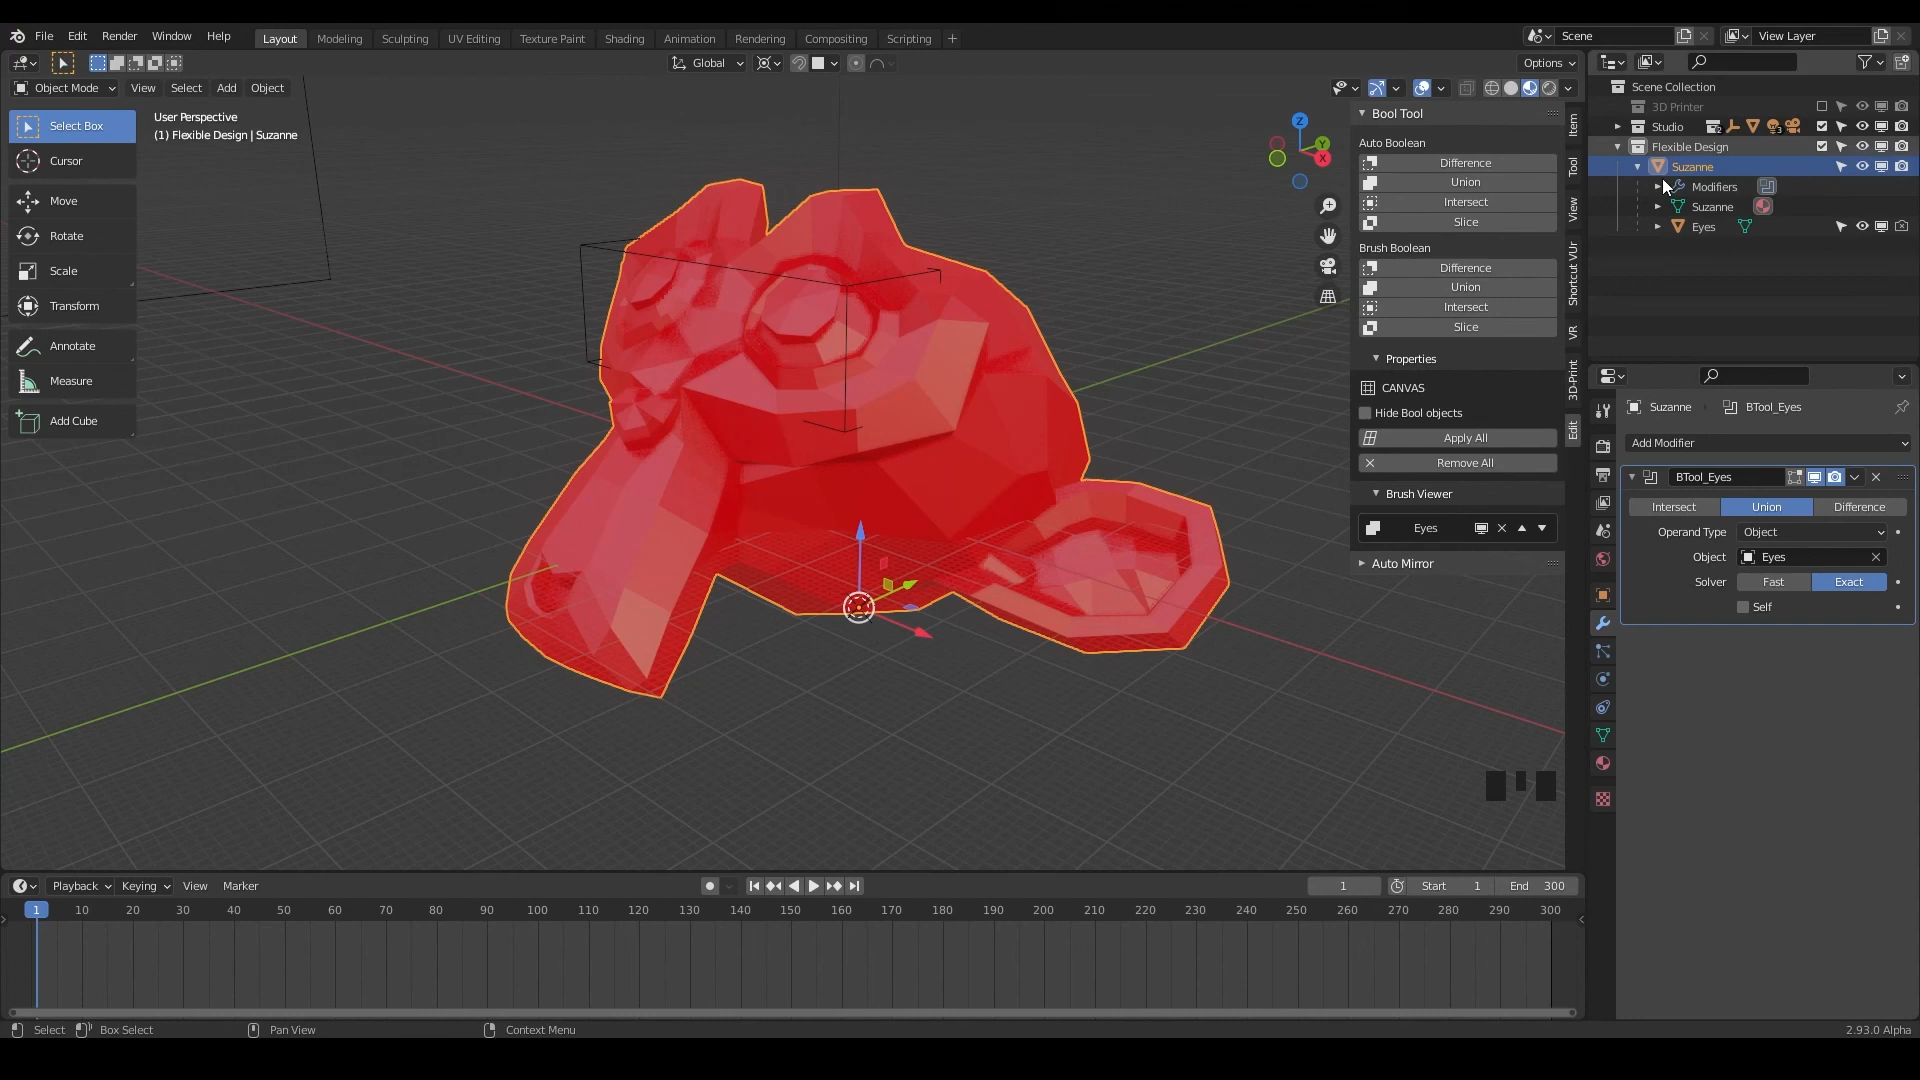 File Edit Render Window Help
Layout Modeling Sculpting UV Editing Texture Paint Shading Animation Rendering Compositing Scripting +
Scene
View Layer
Global
Options
Object Mode View Select Add Object
Select Box
Cursor
Move
Rotate
Scale
Transform
Annotate
Measure
Add Cube
User Perspective
(1) Flexible Design | Suzanne
Z
Y
X
Bool Tool
Auto Boolean
Difference
Union
Intersect
Slice
Brush Boolean
Difference
Union
Intersect
Slice
Properties
CANVAS
Hide Bool objects
Apply All
Remove All
Brush Viewer
Eyes
Auto Mirror
Item
Tool
View
Shortcut VUr
VR
3D-Print
Edit
Scene Collection
3D Printer
Studio 2 3
Flexible Design
Suzanne
Modifiers
Suzanne
Eyes
Suzanne BTool_Eyes
Add Modifier
BTool_Eyes
Intersect Union Difference
Operand Type Object
Object Eyes
Solver Fast Exact
Self
Playback Keying View Marker
1 Start 1 End 300
1 10 20 30 40 50 60 70 80 90 100 110 120 130 140 150 160 170 180 190 200 210 220 230 240 250 260 270 280 290 300
Select Box Select Pan View Context Menu
2.93.0 Alpha